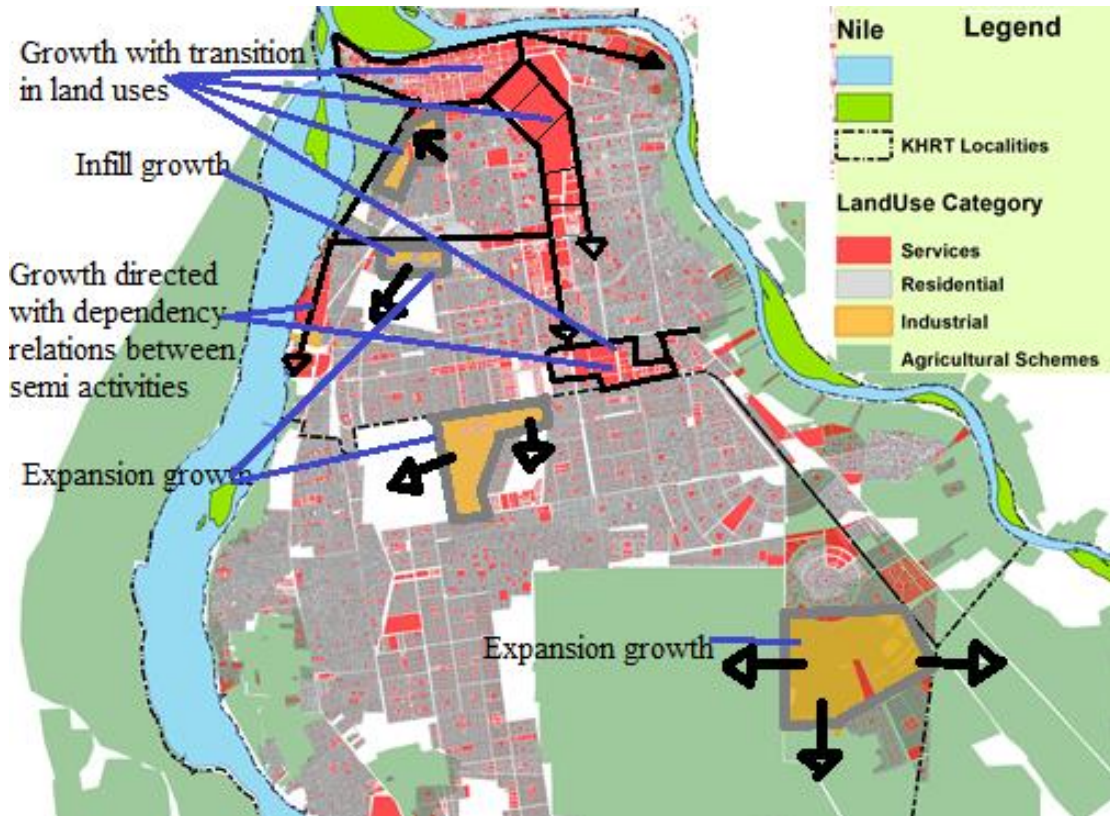 Growth with transition
in land uses
Infill growth
Growth directed
with dependency
relations between
semi activities
Expansion growth
Expansion growth
Nile Legend
KHRT Localities
LandUse Category
Services
Residential
Industrial
Agricultural Schemes